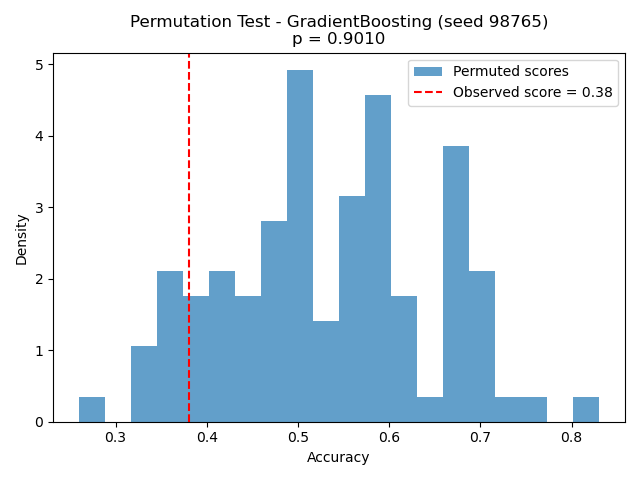 Permutation Test - GradientBoosting (seed 98765)
p = 0.9010
Permuted scores
Observed score = 0.38
Density
5
4
3
2
1
0
0.3
0.4
0.5
0.6
0.7
0.8
Accuracy